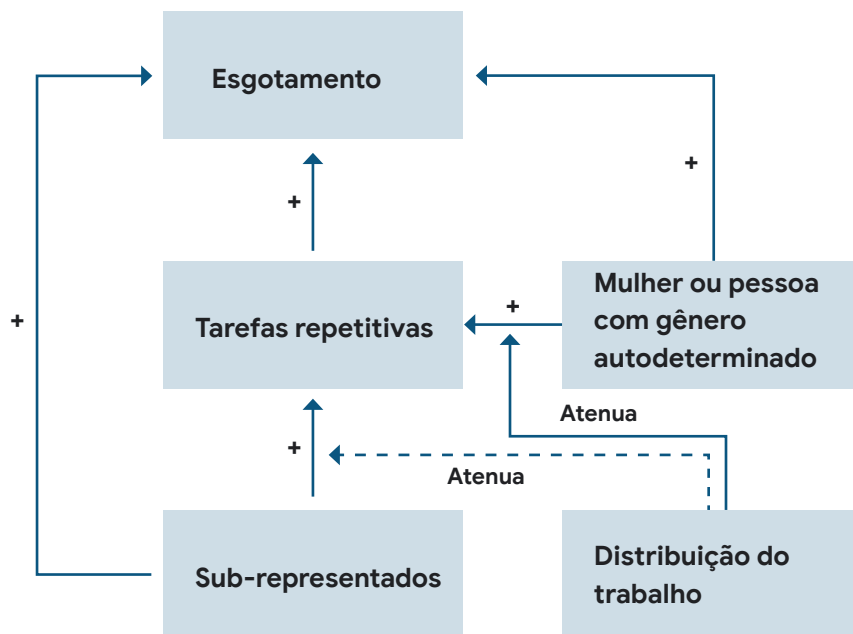 Esgotamento
+
+
+
Tarefas repetitivas
+
Mulher ou pessoa
com gênero
autodeterminado
Atenua
+
Atenua
Sub-representados
Distribuição do
trabalho